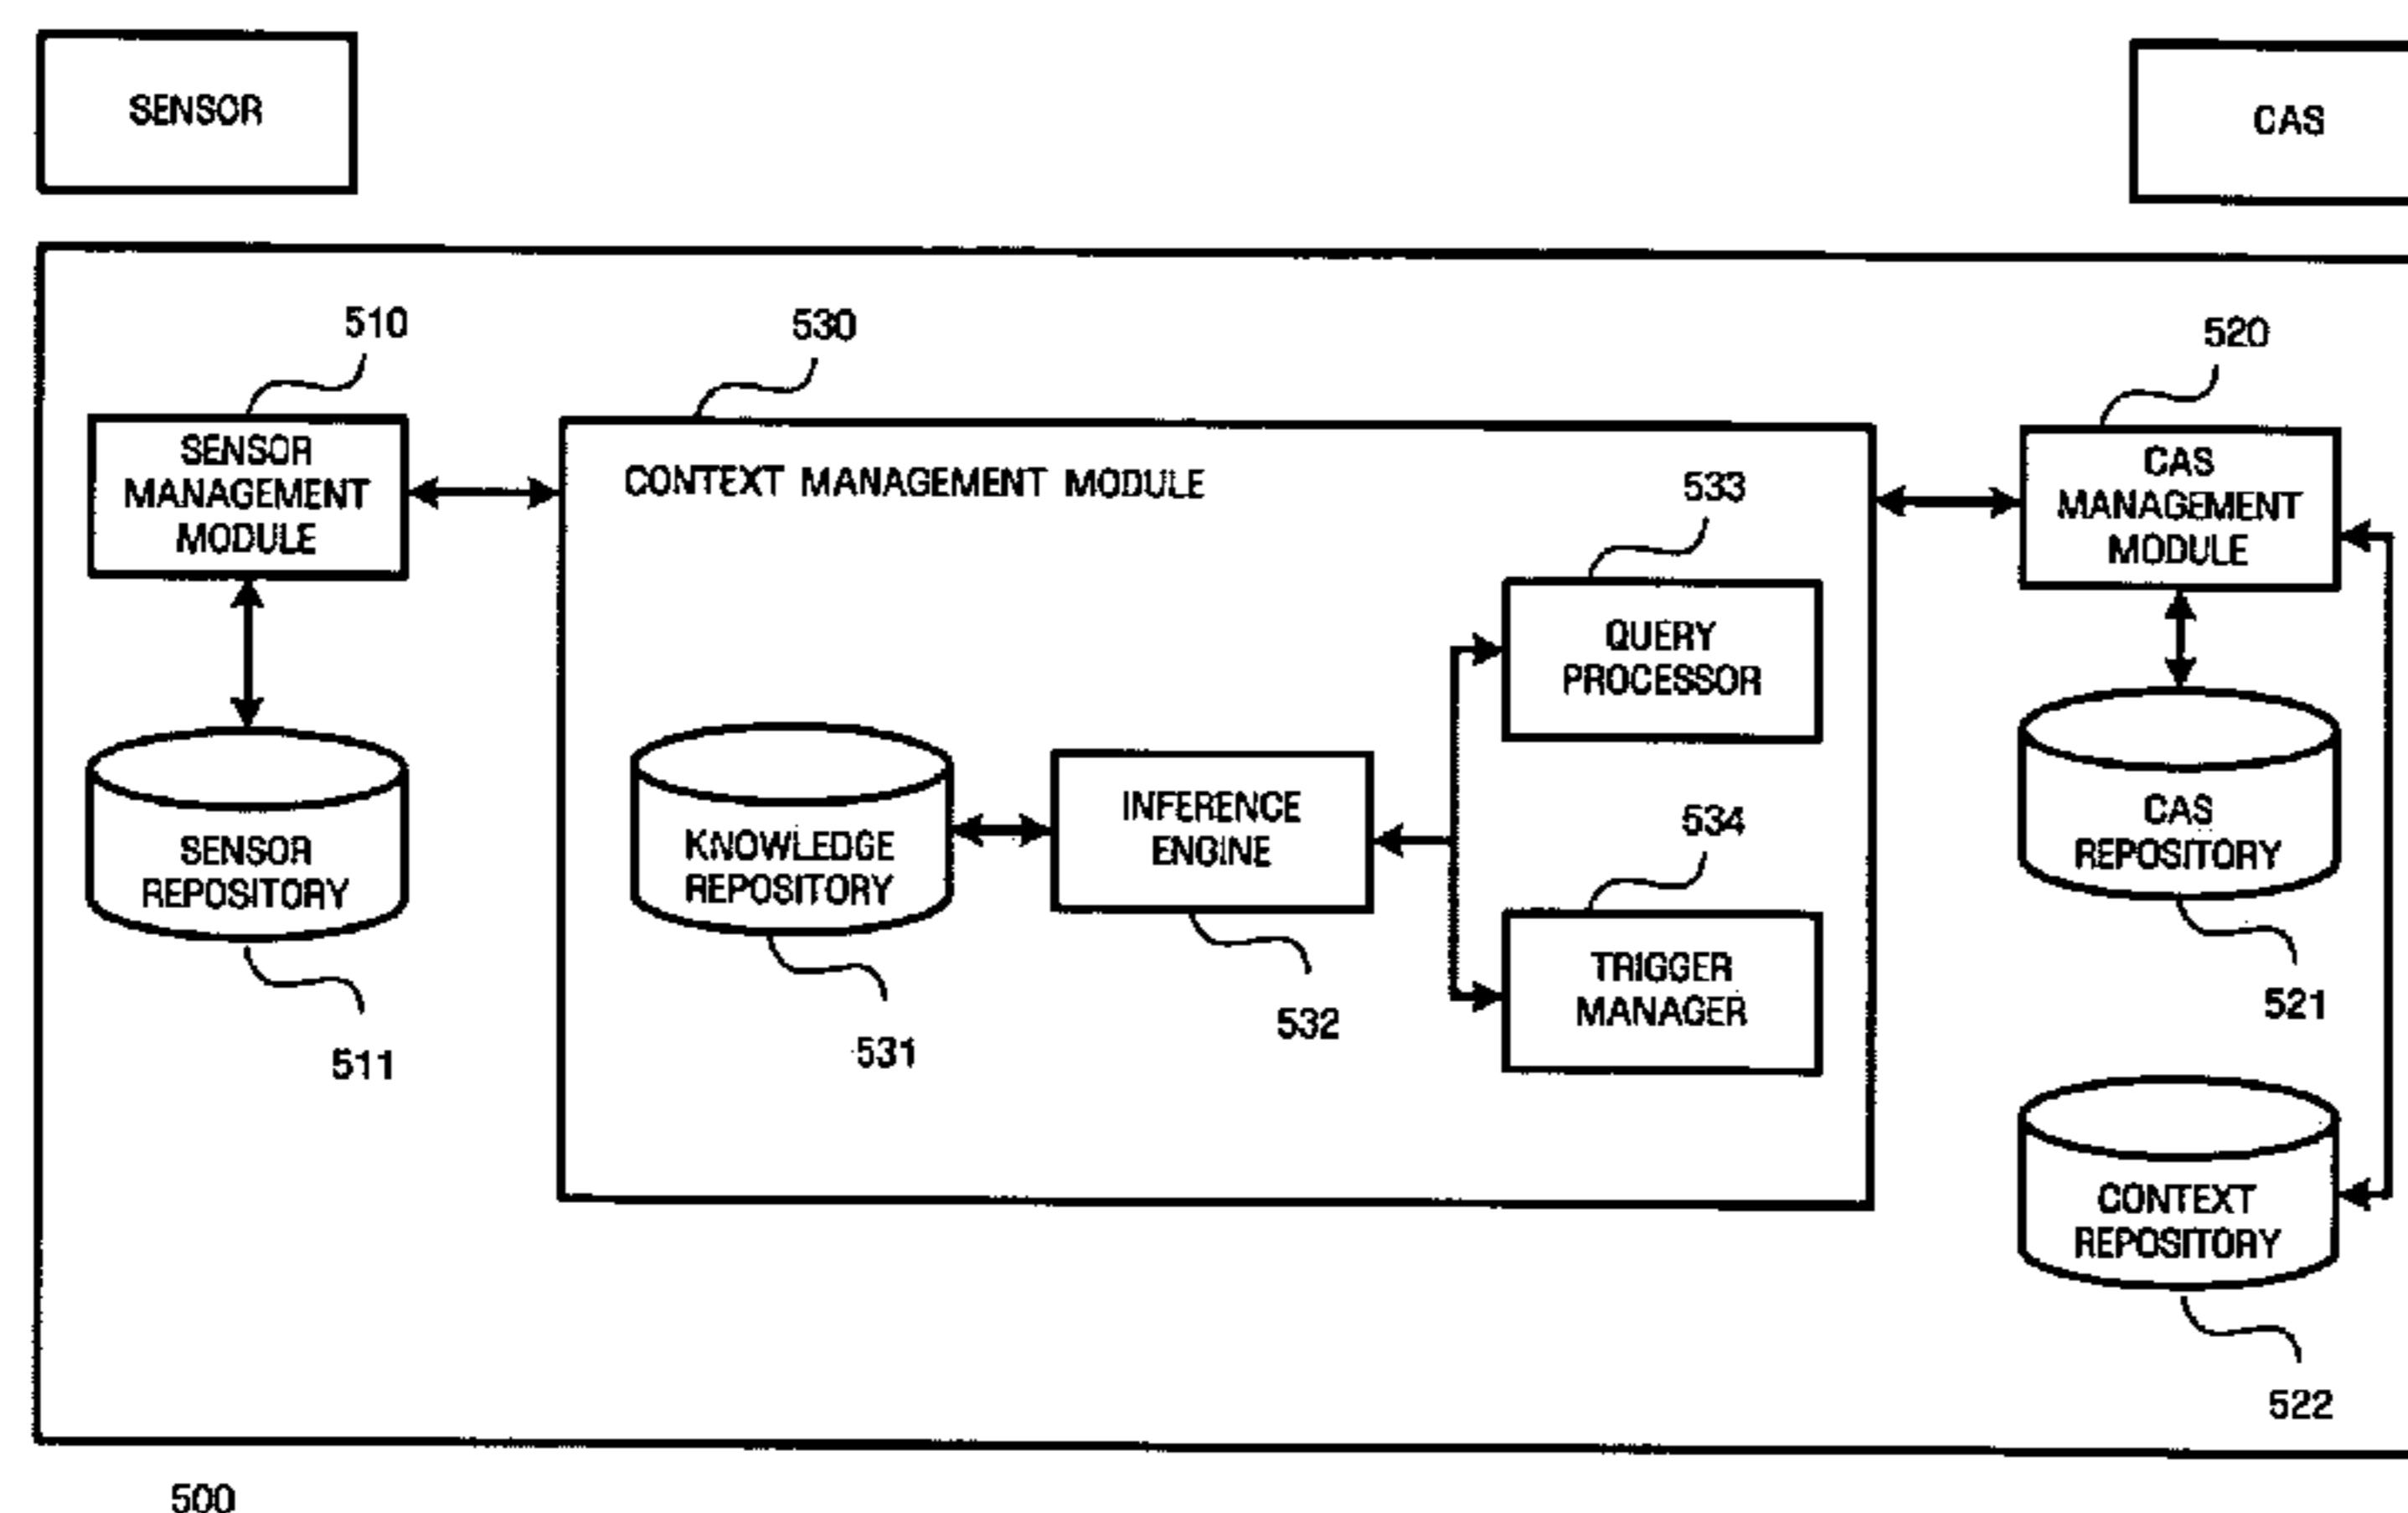 SENSOR
CAS
510
530
520
SENSOR
MANAGEMENT
MODULE
CONTEXT MANAGEMENT MODULE
533
CAS
MANAGEMENT
MODULE
QUERY
PROCESSOR
SENSOR
REPOSITORY
KNOWLEDGE
REPOSITORY
INFERENCE
ENGINE
534
CAS
REPOSITORY
TRIGGER
MANAGER
511
531
532
521
CONTEXT
REPOSITORY
522
500